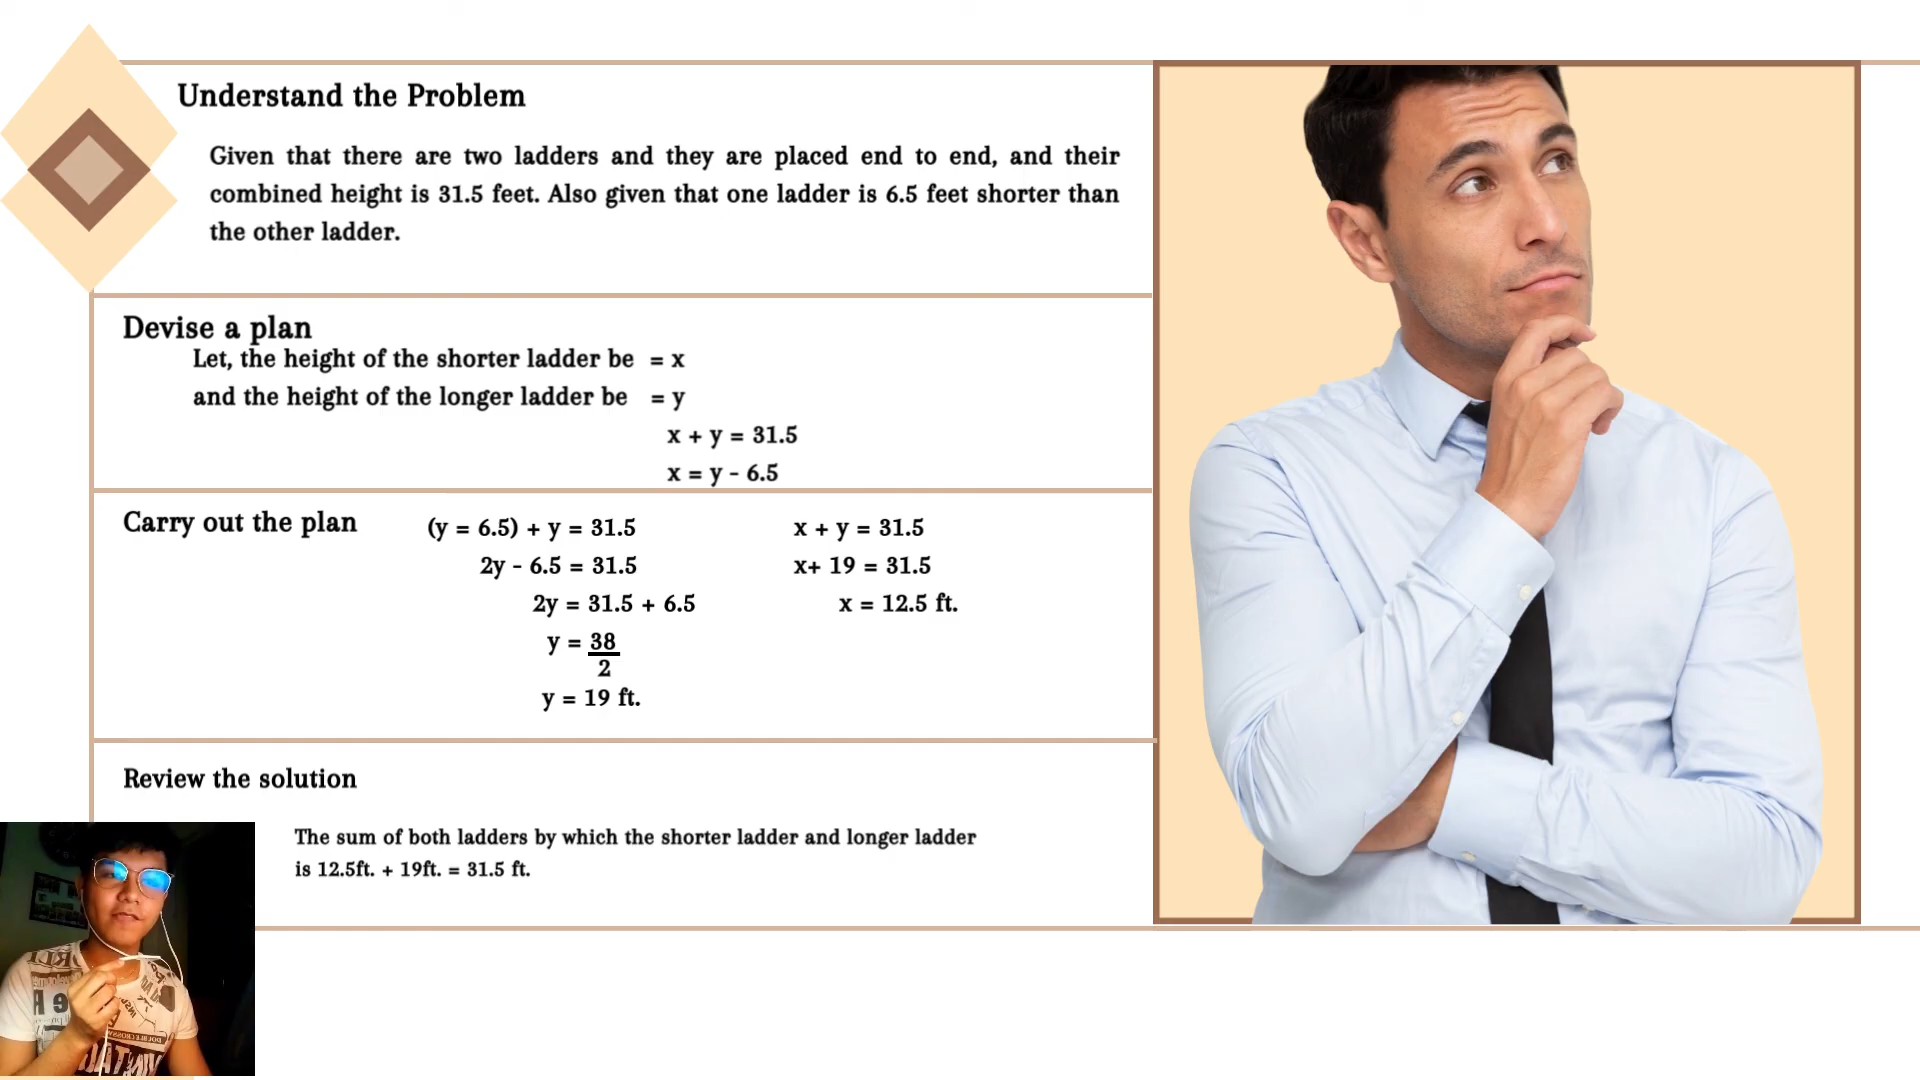 Understand the Problem
Given that there are two ladders and they are placed end to end, and their
combined height is 31.5 feet. Also given that one ladder is 6.5 feet shorter than
the other ladder.
Devise a plan
Let, the height of the shorter ladder be = x
and the height of the longer ladder be = y
x + y = 31.5
x = y - 6.5
Carry out the plan
(y = 6.5) + y = 31.5
2y - 6.5 = 31.5
2y = 31.5 + 6.5
y = 38
2
y = 19 ft.
x + y = 31.5
x+ 19 = 31.5
x = 12.5 ft.
Review the solution
The sum of both ladders by which the shorter ladder and longer ladder
is 12.5ft. + 19ft. = 31.5 ft.